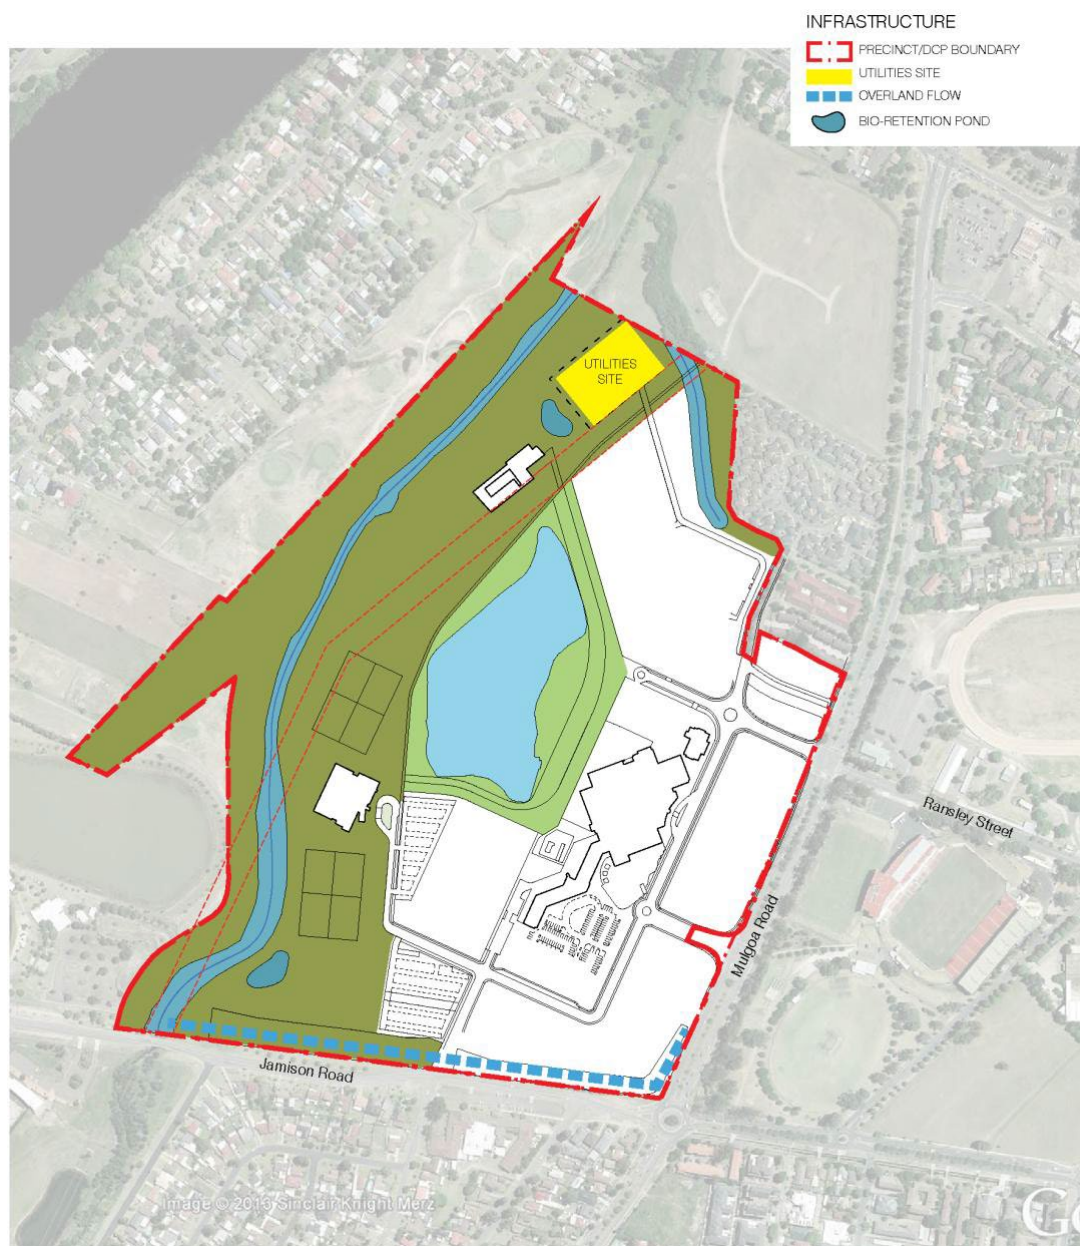 INFRASTRUCTURE
PRECINCT/DCP BOUNDARY
UTILITIES SITE
OVERLAND FLOW
BIO-RETENTION POND
UTILITIES
SITE
Ransley Street
Mulgoa Road
Jamison Road
Image © 2013 Sinclair Knight Merz
Go